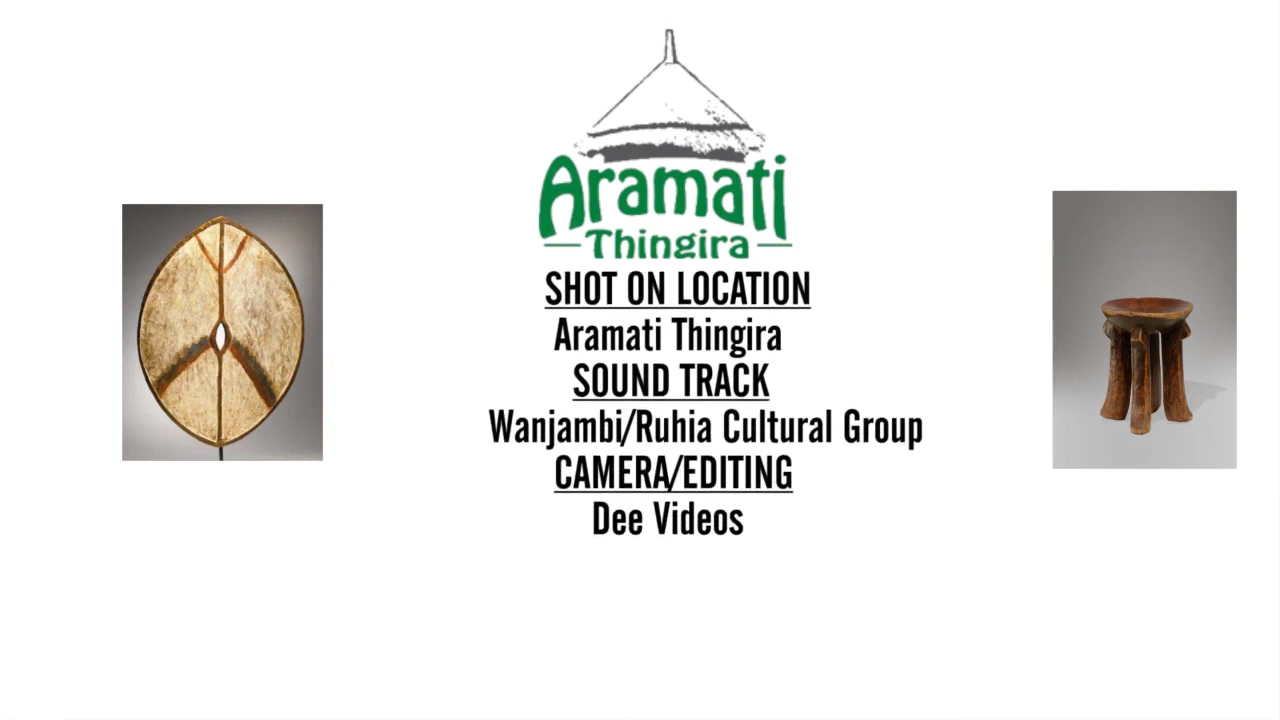 Aramati
Thingira
SHOT ON LOCATION
Aramati Thingira
SOUND TRACK
Wanjambi/Ruhia Cultural Group
CAMERA/EDITING
Dee Videos